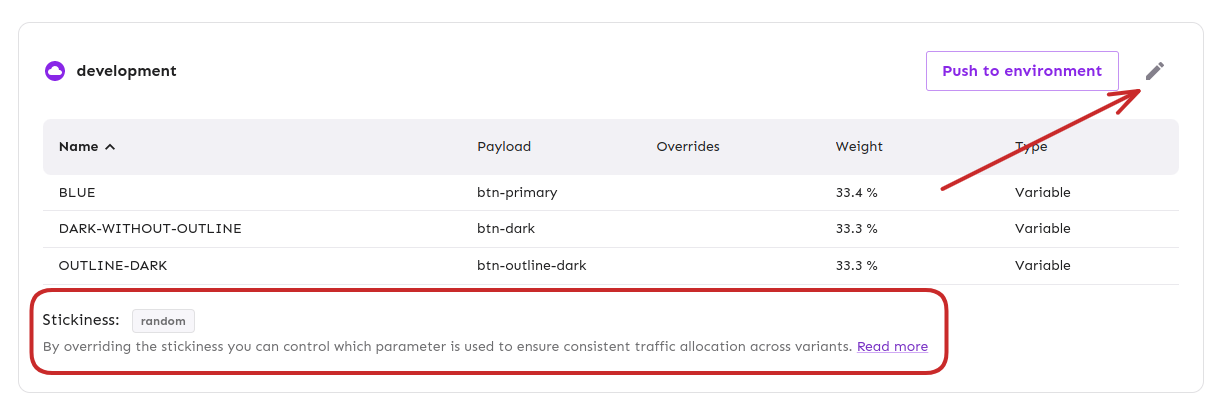 development
Push to environment
Name Payload Overrides Weight Type
BLUE btn-primary 33.4 % Variable
DARK-WITHOUT-OUTLINE btn-dark 33.3 % Variable
OUTLINE-DARK btn-outline-dark 33.3 % Variable
Stickiness: random
By overriding the stickiness you can control which parameter is used to ensure consistent traffic allocation across variants. Read more